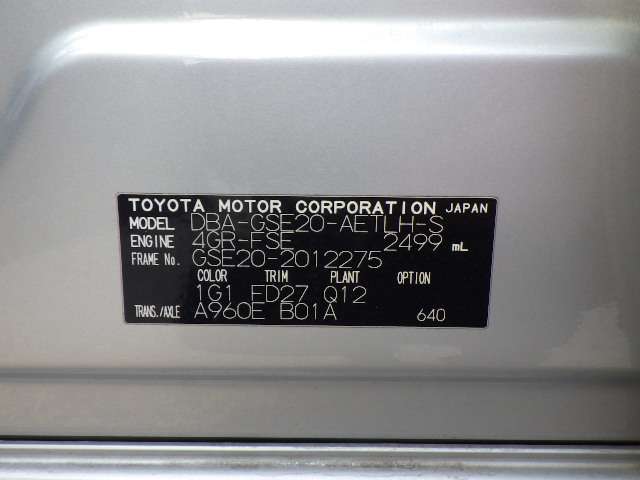 TOYOTA MOTOR CORPORATION JAPAN
MODEL DBA-GSE20-AETLH-S
ENGINE 4GR-FSE 2499 mL
FRAME No. GSE20-2012275
COLOR TRIM PLANT OPTION
1G1 FD27 Q12
TRANS./AXLE A960E B01A 640